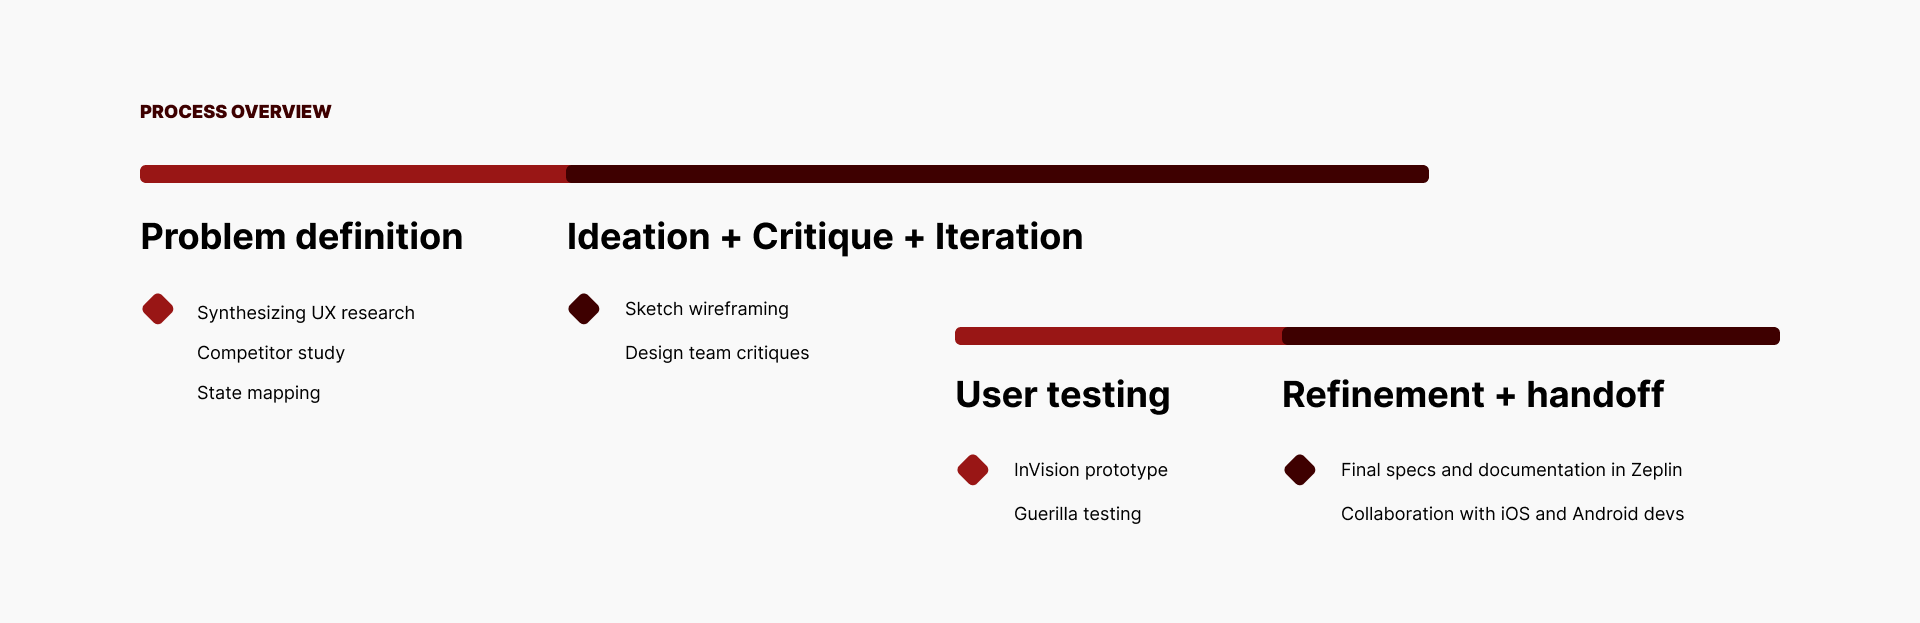 PROCESS OVERVIEW
Problem definition
Synthesizing UX research
Competitor study
State mapping
Ideation + Critique + Iteration
Sketch wireframing
Design team critiques
User testing
InVision prototype
Guerilla testing
Refinement + handoff
Final specs and documentation in Zeplin
Collaboration with iOS and Android devs